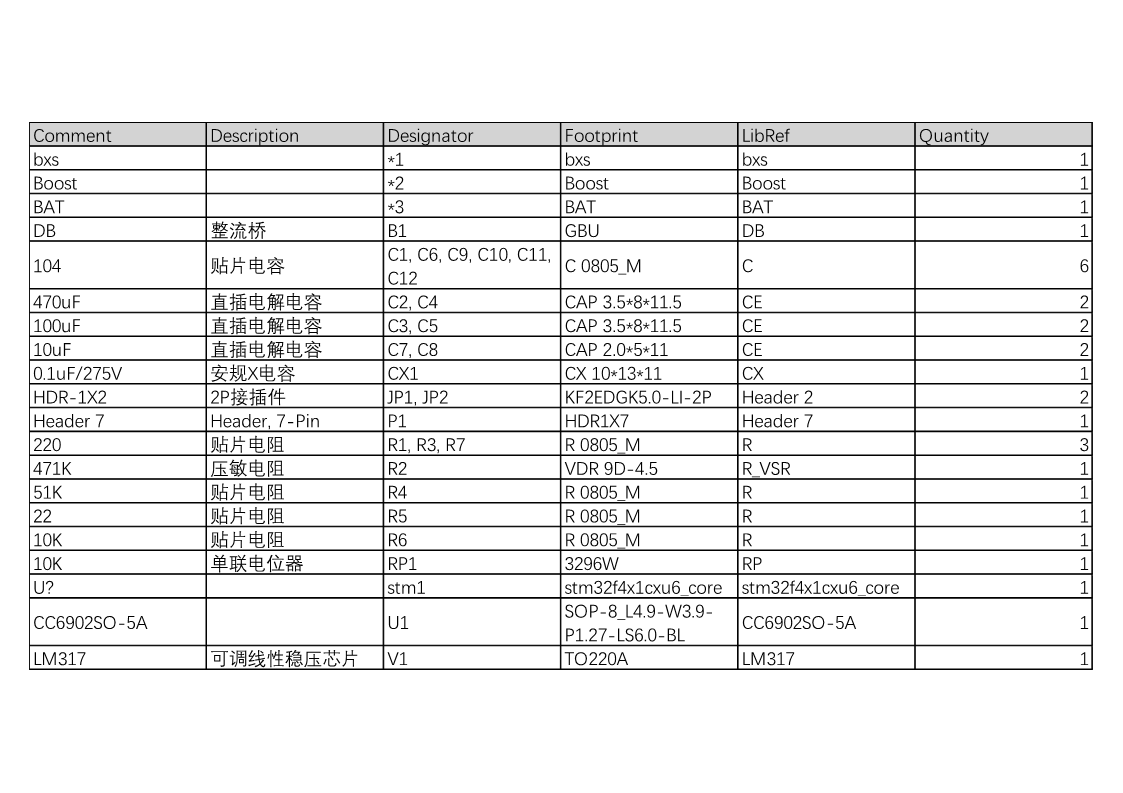 Comment Description Designator Footprint LibRef Quantity
bxs *1 bxs bxs 1
Boost *2 Boost Boost 1
BAT *3 BAT BAT 1
DB 整流桥 B1 GBU DB 1
104 贴片电容 C1, C6, C9, C10, C11, C12 C 0805_M C 6
470uF 直插电解电容 C2, C4 CAP 3.5*8*11.5 CE 2
100uF 直插电解电容 C3, C5 CAP 3.5*8*11.5 CE 2
10uF 直插电解电容 C7, C8 CAP 2.0*5*11 CE 2
0.1uF/275V 安规X电容 CX1 CX 10*13*11 CX 1
HDR-1X2 2P接插件 JP1, JP2 KF2EDGK5.0-LI-2P Header 2 2
Header 7 Header, 7-Pin P1 HDR1X7 Header 7 1
220 贴片电阻 R1, R3, R7 R 0805_M R 3
471K 压敏电阻 R2 VDR 9D-4.5 R_VSR 1
51K 贴片电阻 R4 R 0805_M R 1
22 贴片电阻 R5 R 0805_M R 1
10K 贴片电阻 R6 R 0805_M R 1
10K 单联电位器 RP1 3296W RP 1
U? stm1 stm32f4x1cxu6_core stm32f4x1cxu6_core 1
CC6902SO-5A U1 SOP-8_L4.9-W3.9-P1.27-LS6.0-BL CC6902SO-5A 1
LM317 可调线性稳压芯片 V1 TO220A LM317 1